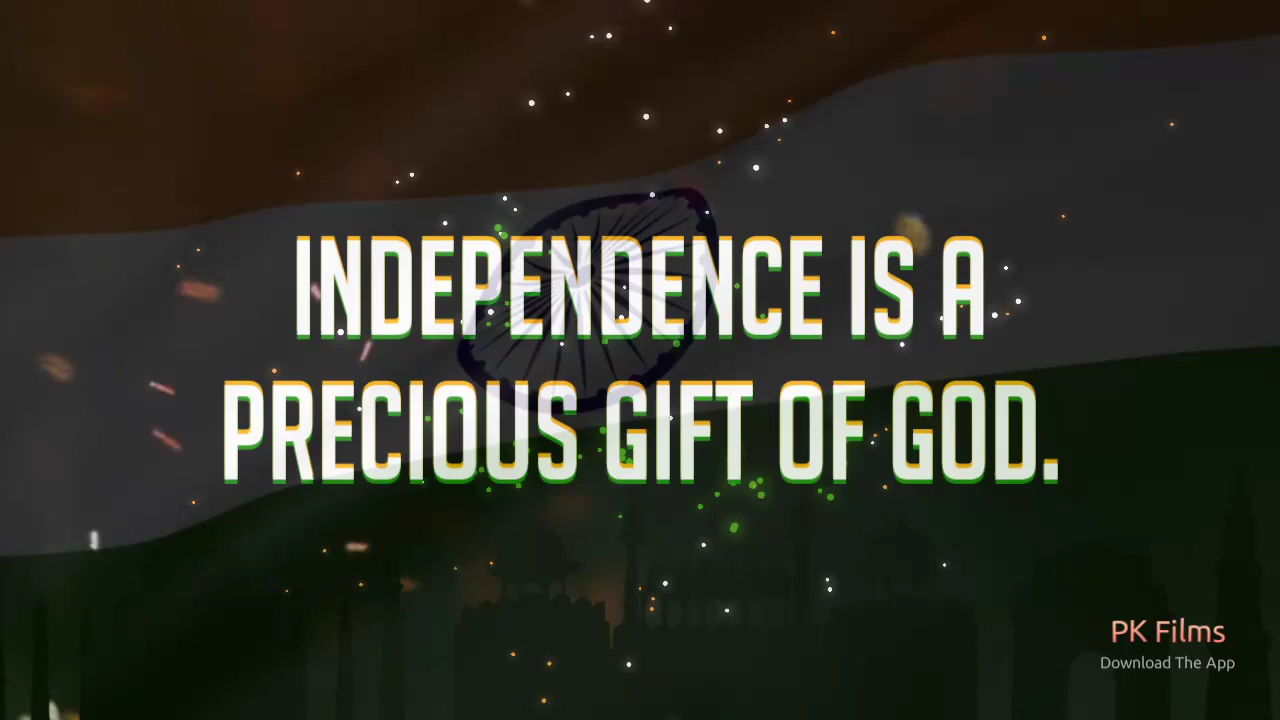 INDEPENDENCE IS A
PRECIOUS GIFT OF GOD.
PK Films
Download The App